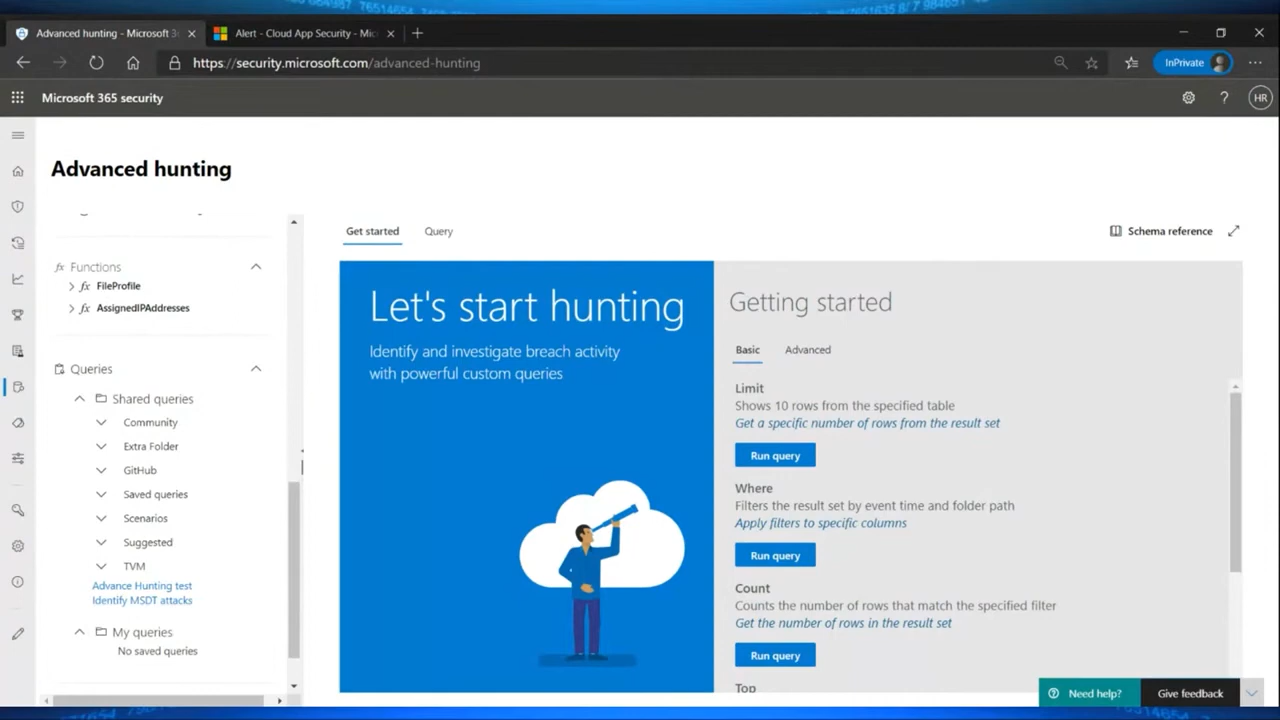 Advanced hunting - Microsoft 3
Alert - Cloud App Security - Mic
https://security.microsoft.com/advanced-hunting
InPrivate
Microsoft 365 security
HR
Advanced hunting
Get started
Query
Schema reference
fx Functions
fx FileProfile
fx AssignedIPAddresses
Queries
Shared queries
Community
Extra Folder
GitHub
Saved queries
Scenarios
Suggested
TVM
Advance Hunting test
Identify MSDT attacks
My queries
No saved queries
Let's start hunting
Identify and investigate breach activity
with powerful custom queries
Getting started
Basic
Advanced
Limit
Shows 10 rows from the specified table
Get a specific number of rows from the result set
Run query
Where
Filters the result set by event time and folder path
Apply filters to specific columns
Run query
Count
Counts the number of rows that match the specified filter
Get the number of rows in the result set
Run query
Top
Need help?
Give feedback